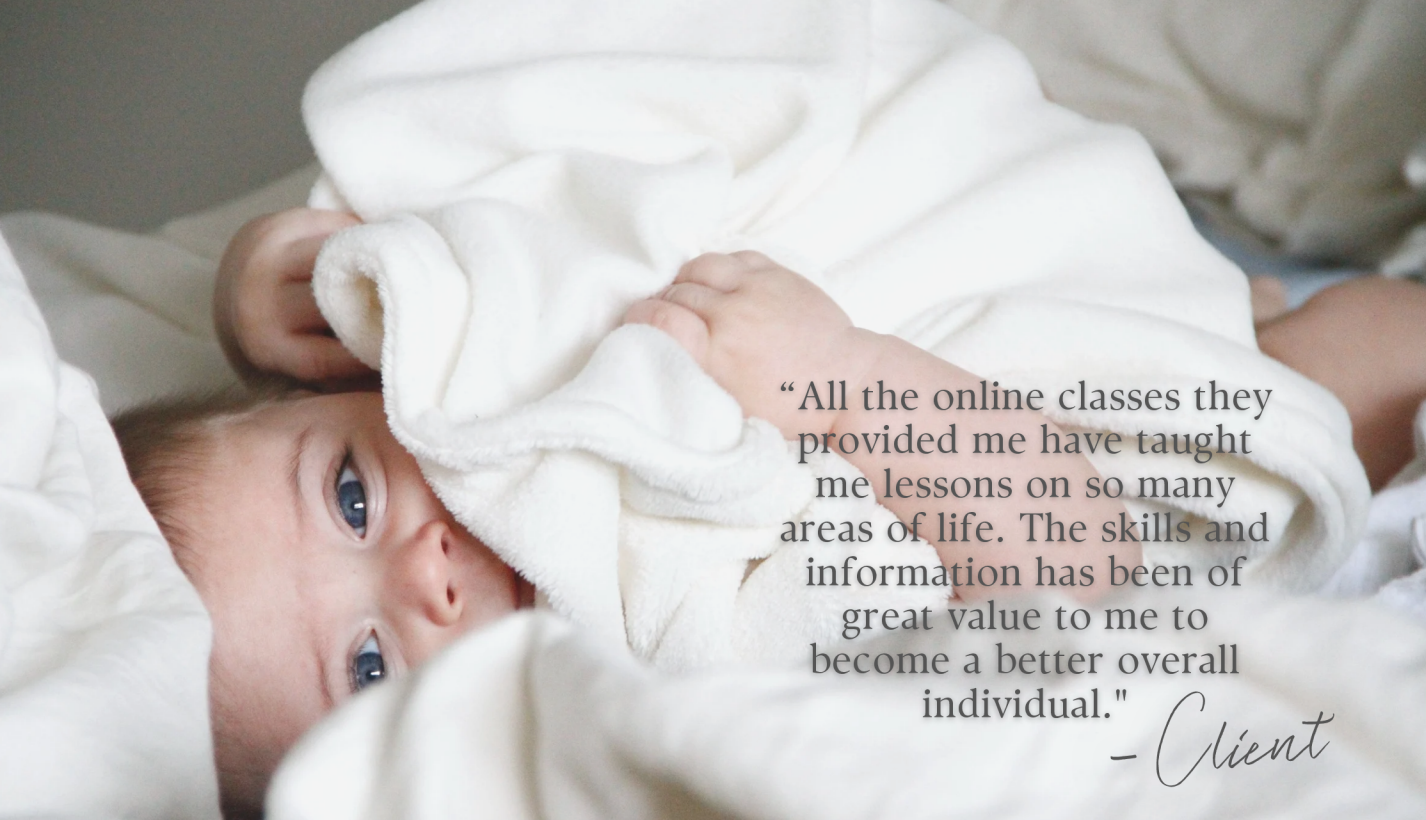 “All the online classes they
provided me have taught
me lessons on so many
areas of life. The skills and
information has been of
great value to me to
become a better overall
individual."
– Client